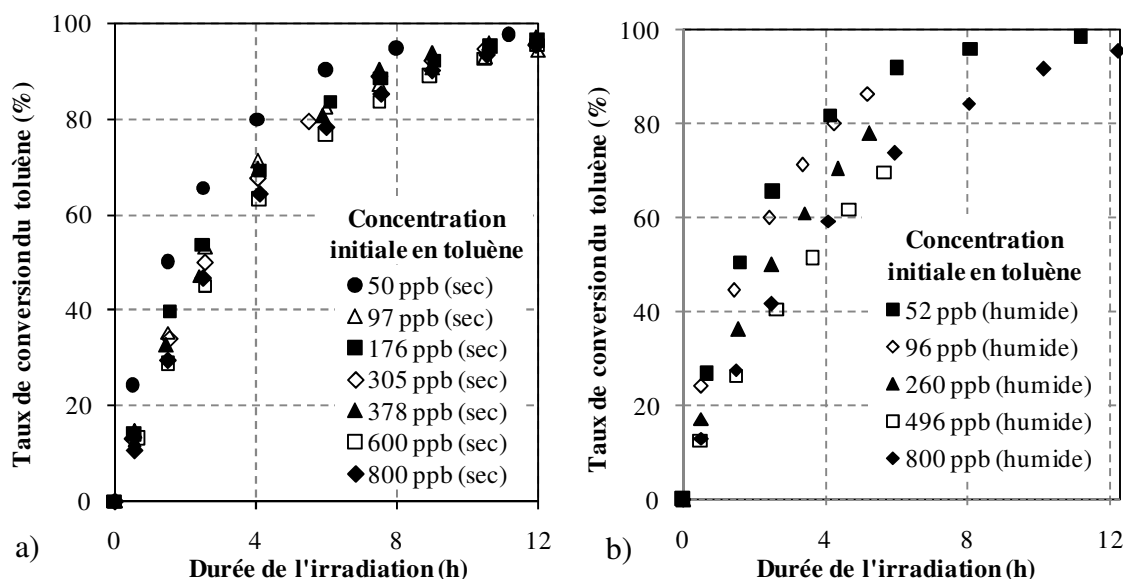 Taux de conversion du toluène (%)
100
80
60
40
20
0
Concentration
initiale en toluène
50 ppb (sec)
97 ppb (sec)
176 ppb (sec)
305 ppb (sec)
378 ppb (sec)
600 ppb (sec)
800 ppb (sec)
0 4 8 12
Durée de l'irradiation (h)
a)
Taux de conversion du toluène (%)
100
80
60
40
20
0
Concentration
initiale en toluène
52 ppb (humide)
96 ppb (humide)
260 ppb (humide)
496 ppb (humide)
800 ppb (humide)
0 4 8 12
Durée de l'irradiation (h)
b)